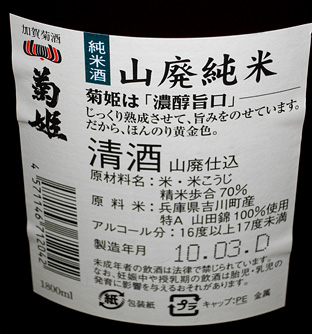 加賀菊酒
菊姫
純米酒
山廃純米
菊姫は「濃醇旨口」
じっくり熟成させて、旨みをのせています。
だから、ほんのり黄金色。
清酒 山廃仕込
原材料名:米・米こうじ
精米歩合70%
原料米:兵庫県吉川町産
特A 山田錦100%使用
アルコール分:16度以上17度未満
製造年月 10.03.D
未成年者の飲酒は法律で禁じられています。
なお、妊娠中や授乳期の飲酒は胎児・乳児の
発育に影響を与えるおそれがあります。
1800ml
紙 包装紙 プラ キャップ:PE 金属